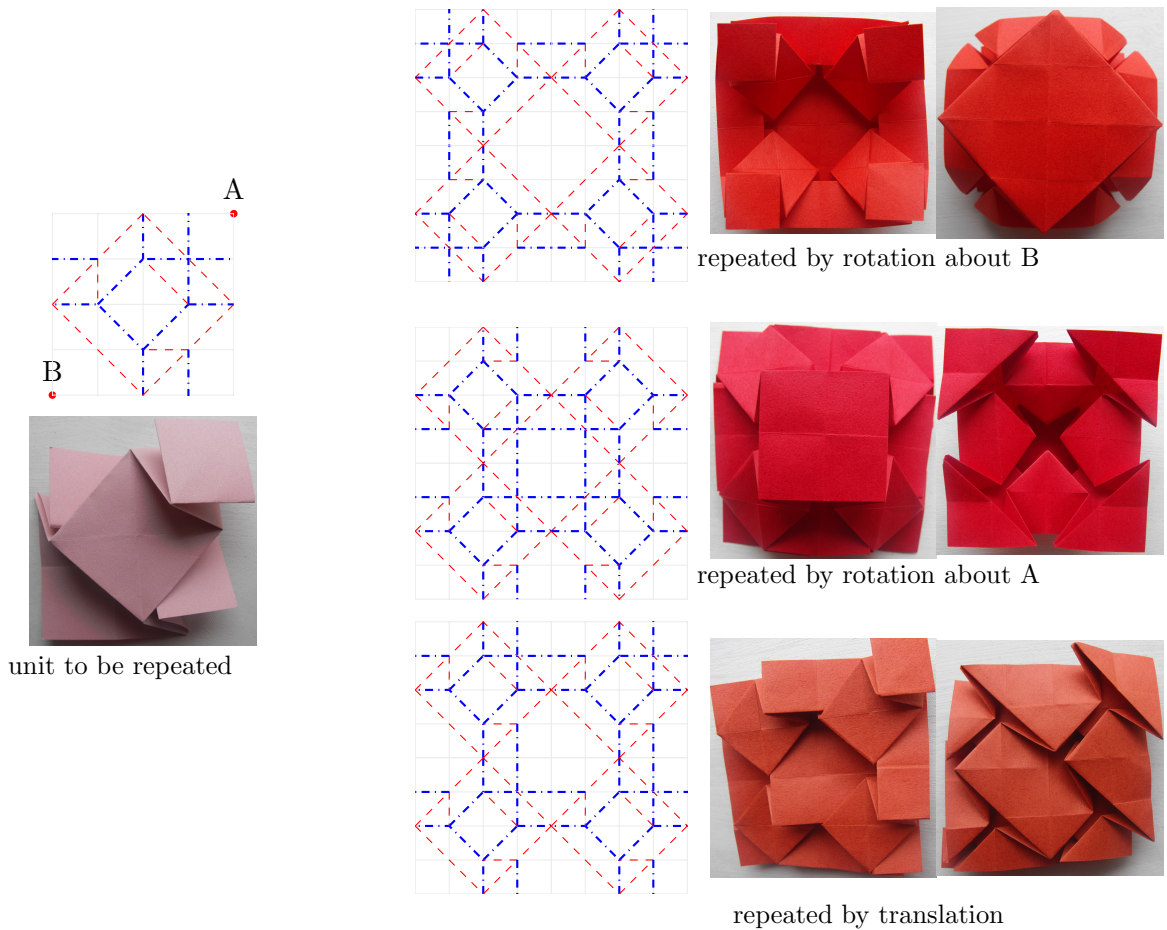 A
B
unit to be repeated
repeated by rotation about B
repeated by rotation about A
repeated by translation